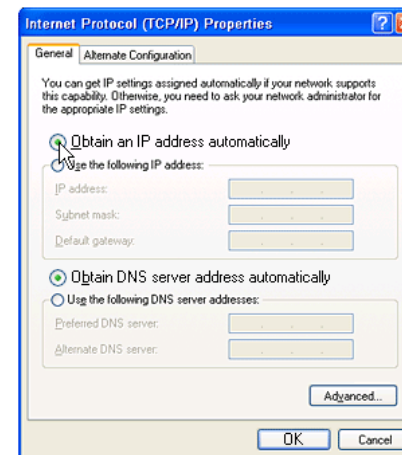 Internet Protocol (TCP/IP) Properties
General
Alternate Configuration
You can get IP settings assigned automatically if your network supports
this capability. Otherwise, you need to ask your network administrator for
the appropriate IP settings.
Obtain an IP address automatically
Use the following IP address:
IP address:
Subnet mask:
Default gateway:
Obtain DNS server address automatically
Use the following DNS server addresses:
Preferred DNS server:
Alternate DNS server:
Advanced...
OK
Cancel